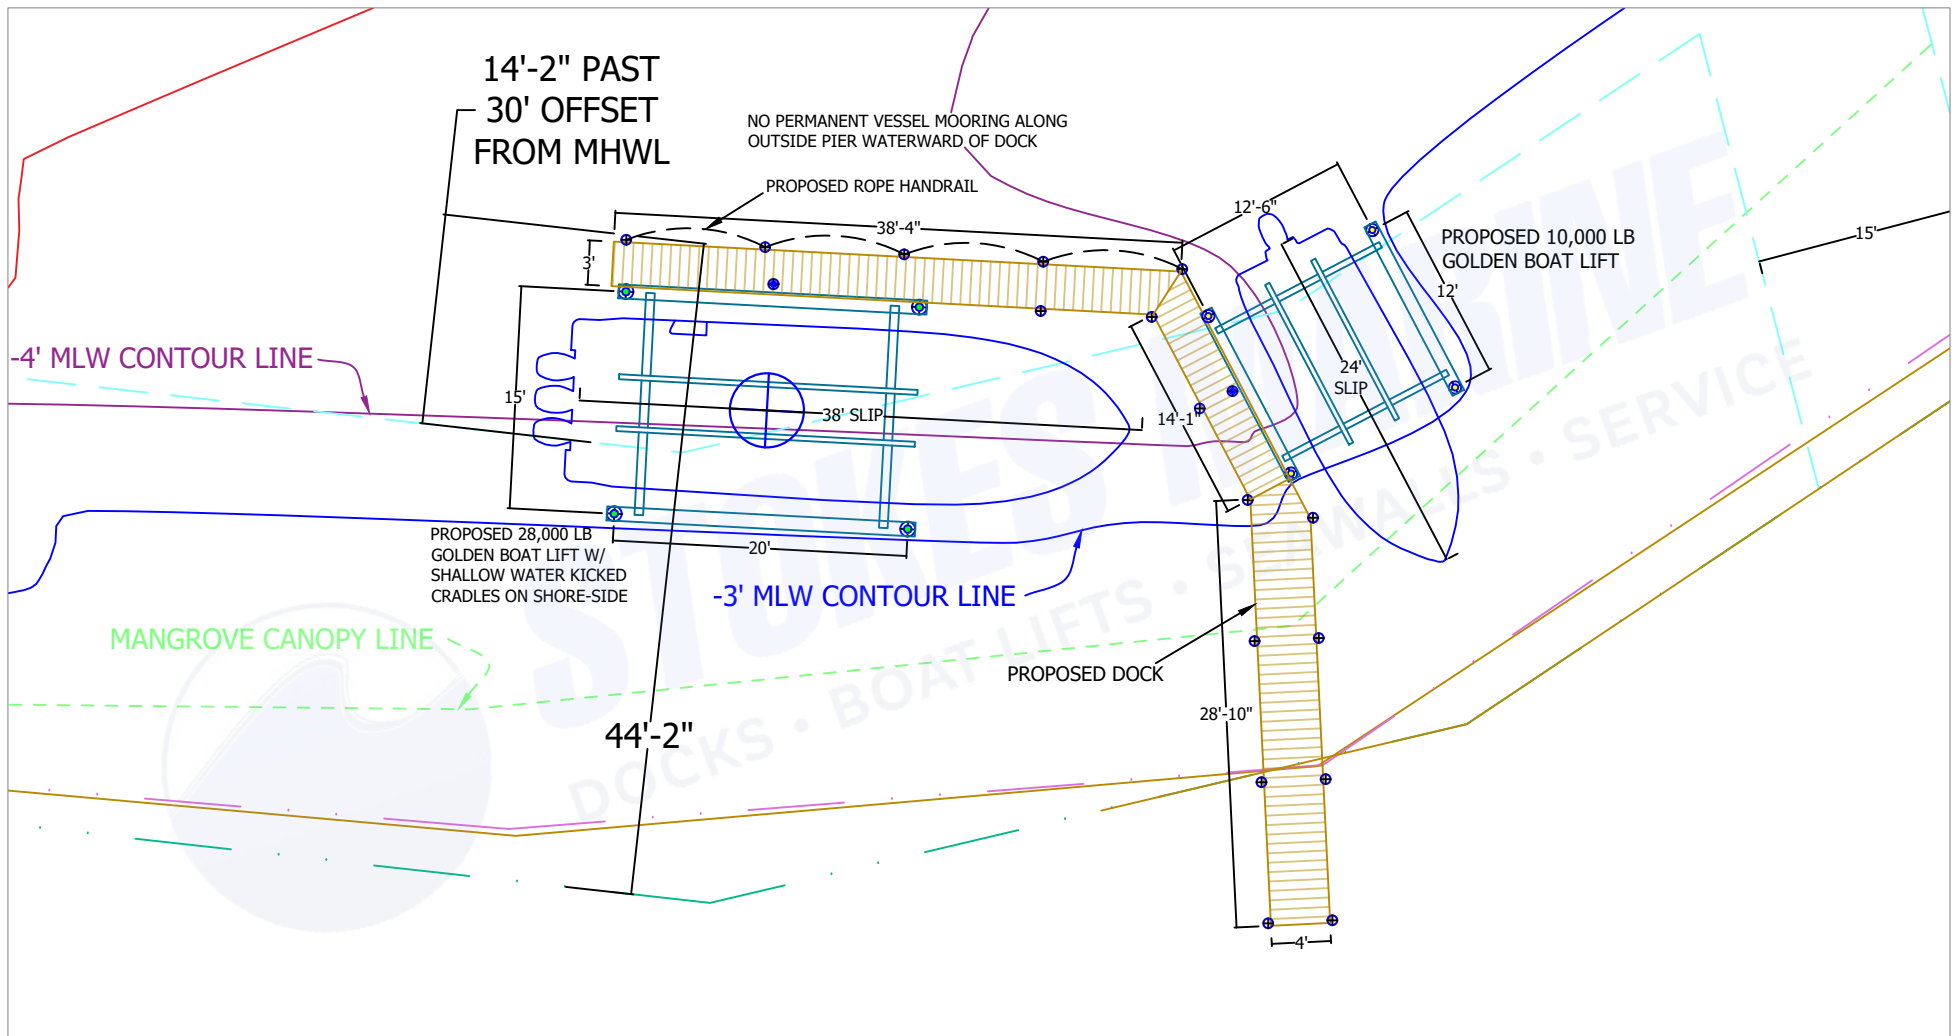 14'-2" PAST
30' OFFSET
FROM MHWL
NO PERMANENT VESSEL MOORING ALONG
OUTSIDE PIER WATERWARD OF DOCK
PROPOSED ROPE HANDRAIL
38'-4"
3'
12'-6"
PROPOSED 10,000 LB
GOLDEN BOAT LIFT
15'
12'
-4' MLW CONTOUR LINE
15'
38' SLIP
24'
SLIP
14'-1"
PROPOSED 28,000 LB
GOLDEN BOAT LIFT W/
SHALLOW WATER KICKED
CRADLES ON SHORE-SIDE
20'
-3' MLW CONTOUR LINE
MANGROVE CANOPY LINE
PROPOSED DOCK
44'-2"
28'-10"
4'
STOKES MARINE
DOCKS • BOAT LIFTS • SEAWALLS • SERVICE